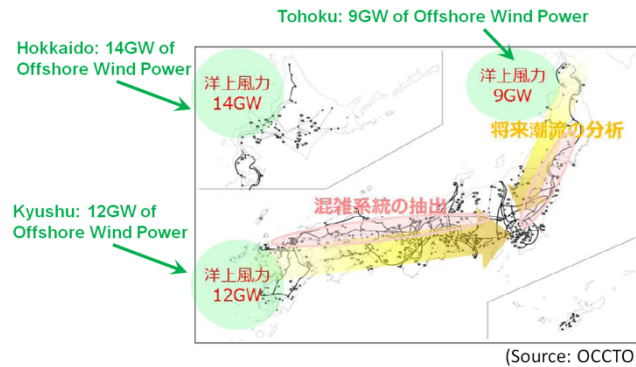 Tohoku: 9GW of Offshore Wind Power
Hokkaido: 14GW of
Offshore Wind Power
洋上風力
14GW
洋上風力
9GW
将来潮流の分析
混雑系統の抽出
Kyushu: 12GW of
Offshore Wind Power
洋上風力
12GW
(Source: OCCTO